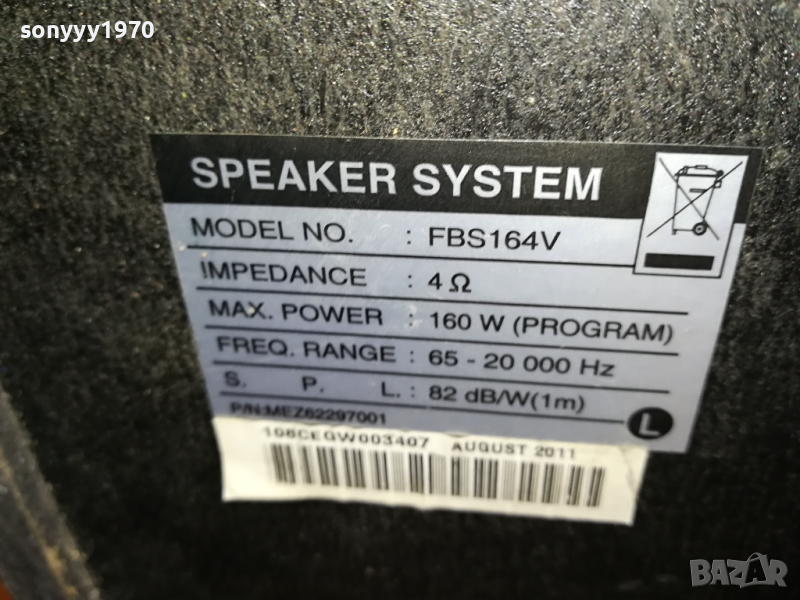 sonyyy1970
SPEAKER SYSTEM
MODEL NO. : FBS164V
IMPEDANCE : 4 Ω
MAX. POWER : 160 W (PROGRAM)
FREQ. RANGE : 65 - 20 000 Hz
S. P. L. : 82 dB/W(1m)
P/N:MEZ62297001
L
108CEGW003407 AUGUST 2011
BAZAR